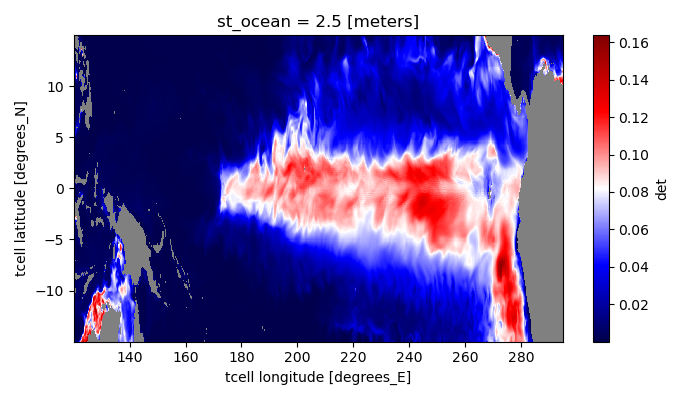 st_ocean = 2.5 [meters]
10
5
0
−5
−10
tcell latitude [degrees_N]
140 160 180 200 220 240 260 280
tcell longitude [degrees_E]
0.16
0.14
0.12
0.10
0.08
0.06
0.04
0.02
det